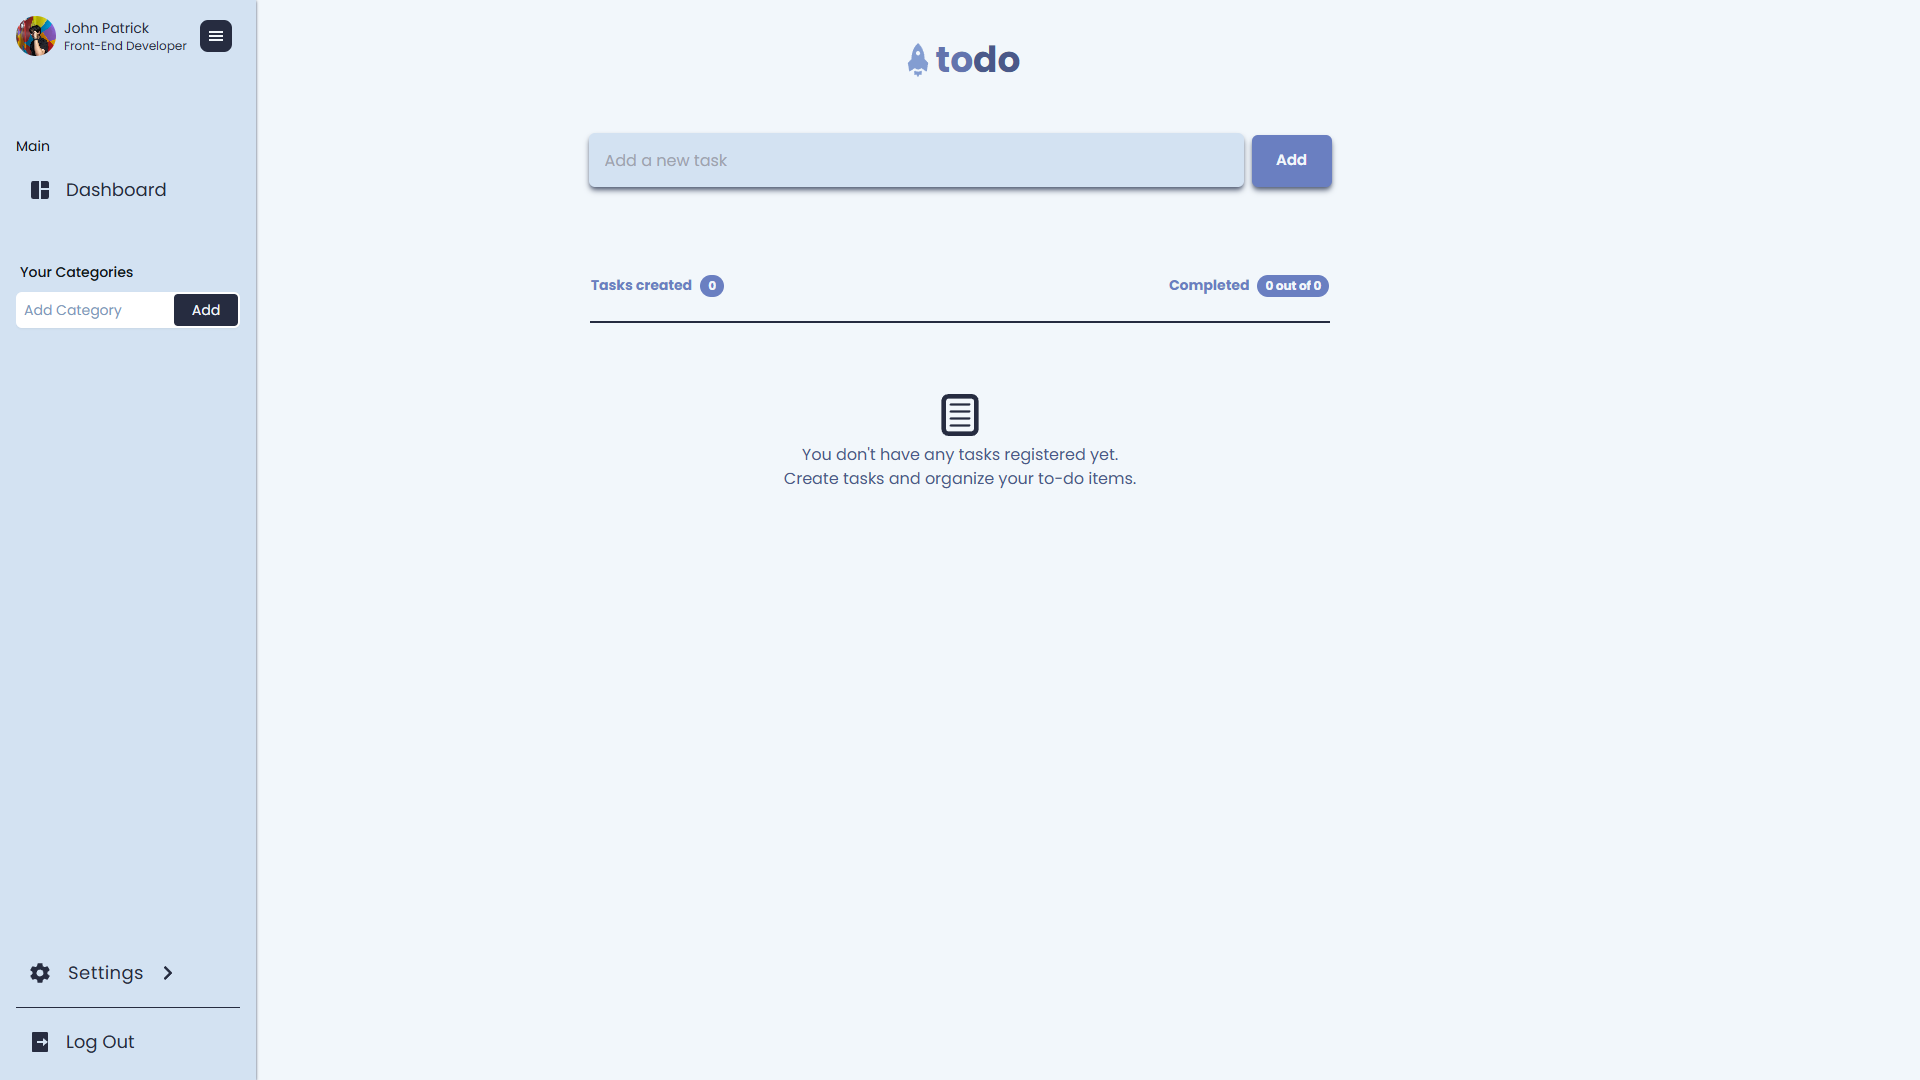 John Patrick
Front-End Developer
Main
Dashboard
Your Categories
Add Category
Add
Settings
Log Out
todo
Add a new task
Add
Tasks created 0
Completed 0 out of 0
You don't have any tasks registered yet.
Create tasks and organize your to-do items.